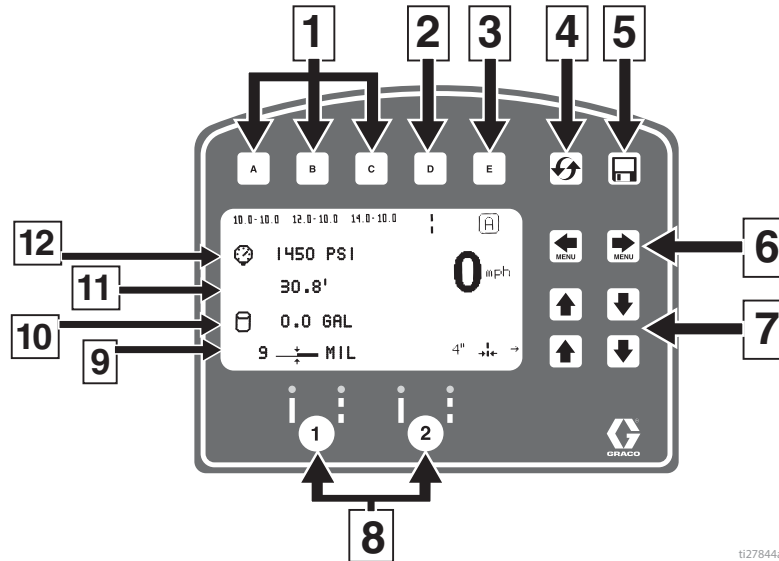 1 2 3 4 5
A B C D E
10.0-10.0 12.0-10.0 14.0-10.0 A
12 1450 PSI 0 mph MENU MENU 6
11 30.8'
10 0.0 GAL 7
9 9 MIL 4"
1 2
GRACO
8
ti27844a